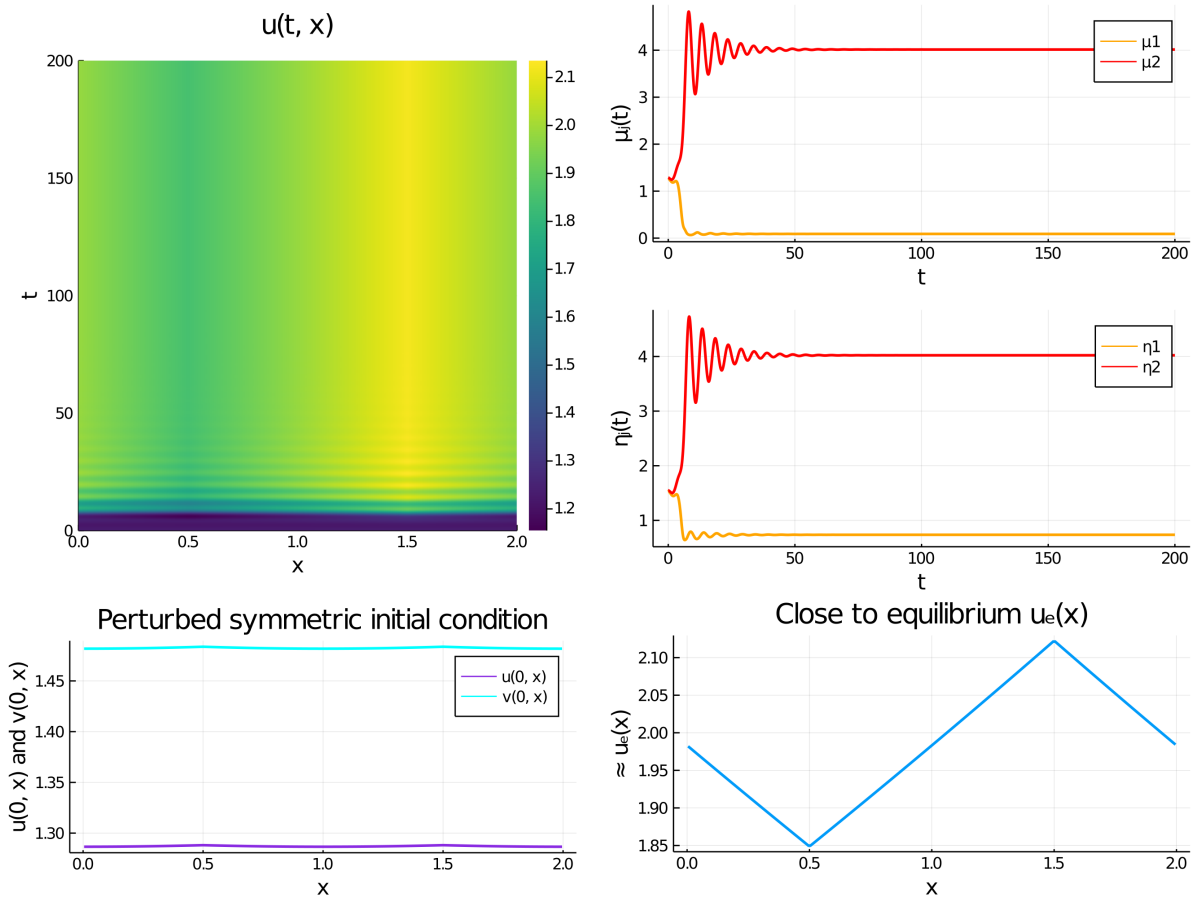 u(t, x)
200
150
100
50
0
t
0.0 0.5 1.0 1.5 2.0
x
2.1
2.0
1.9
1.8
1.7
1.6
1.5
1.4
1.3
1.2
4
3
2
1
0
μⱼ(t)
μ1
μ2
0 50 100 150 200
t
4
3
2
1
ηⱼ(t)
η1
η2
0 50 100 150 200
t
Perturbed symmetric initial condition
u(0, x) and v(0, x)
1.45
1.40
1.35
1.30
u(0, x)
v(0, x)
0.0 0.5 1.0 1.5 2.0
x
Close to equilibrium uₑ(x)
≈ uₑ(x)
2.10
2.05
2.00
1.95
1.90
1.85
0.0 0.5 1.0 1.5 2.0
x